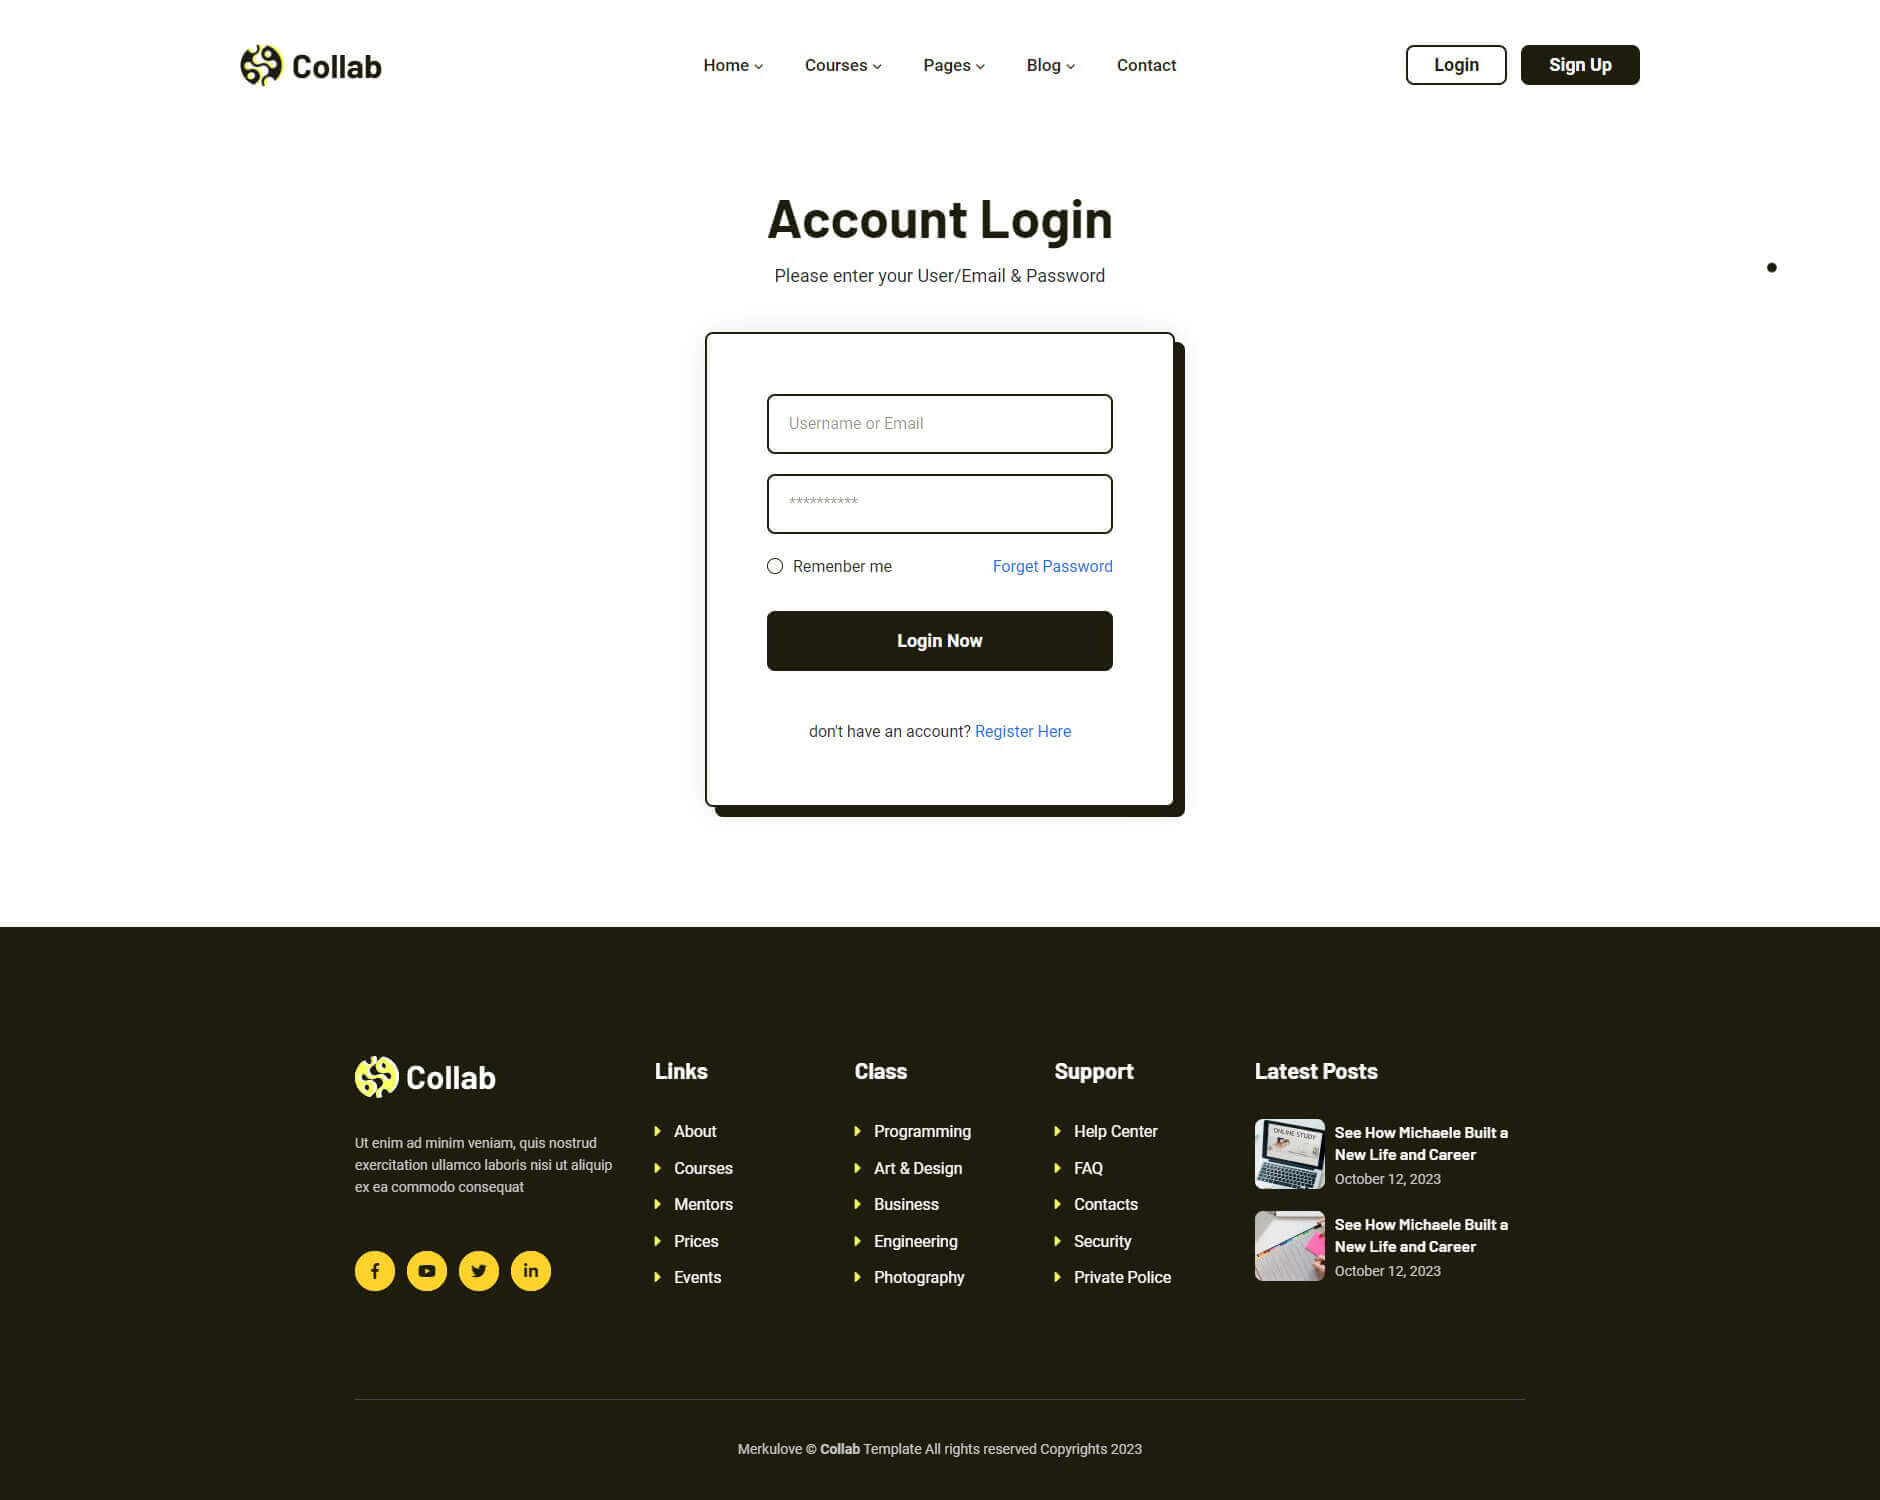 Collab
Home
Courses
Pages
Blog
Contact
Login
Sign Up
Account Login
Please enter your User/Email & Password
Username or Email
**********
Remenber me
Forget Password
Login Now
don't have an account? Register Here
Collab
Ut enim ad minim veniam, quis nostrud
exercitation ullamco laboris nisi ut aliquip
ex ea commodo consequat
Links
About
Courses
Mentors
Prices
Events
Class
Programming
Art & Design
Business
Engineering
Photography
Support
Help Center
FAQ
Contacts
Security
Private Police
Latest Posts
ONLINE STUDY
See How Michaele Built a
New Life and Career
October 12, 2023
See How Michaele Built a
New Life and Career
October 12, 2023
Merkulove © Collab Template All rights reserved Copyrights 2023